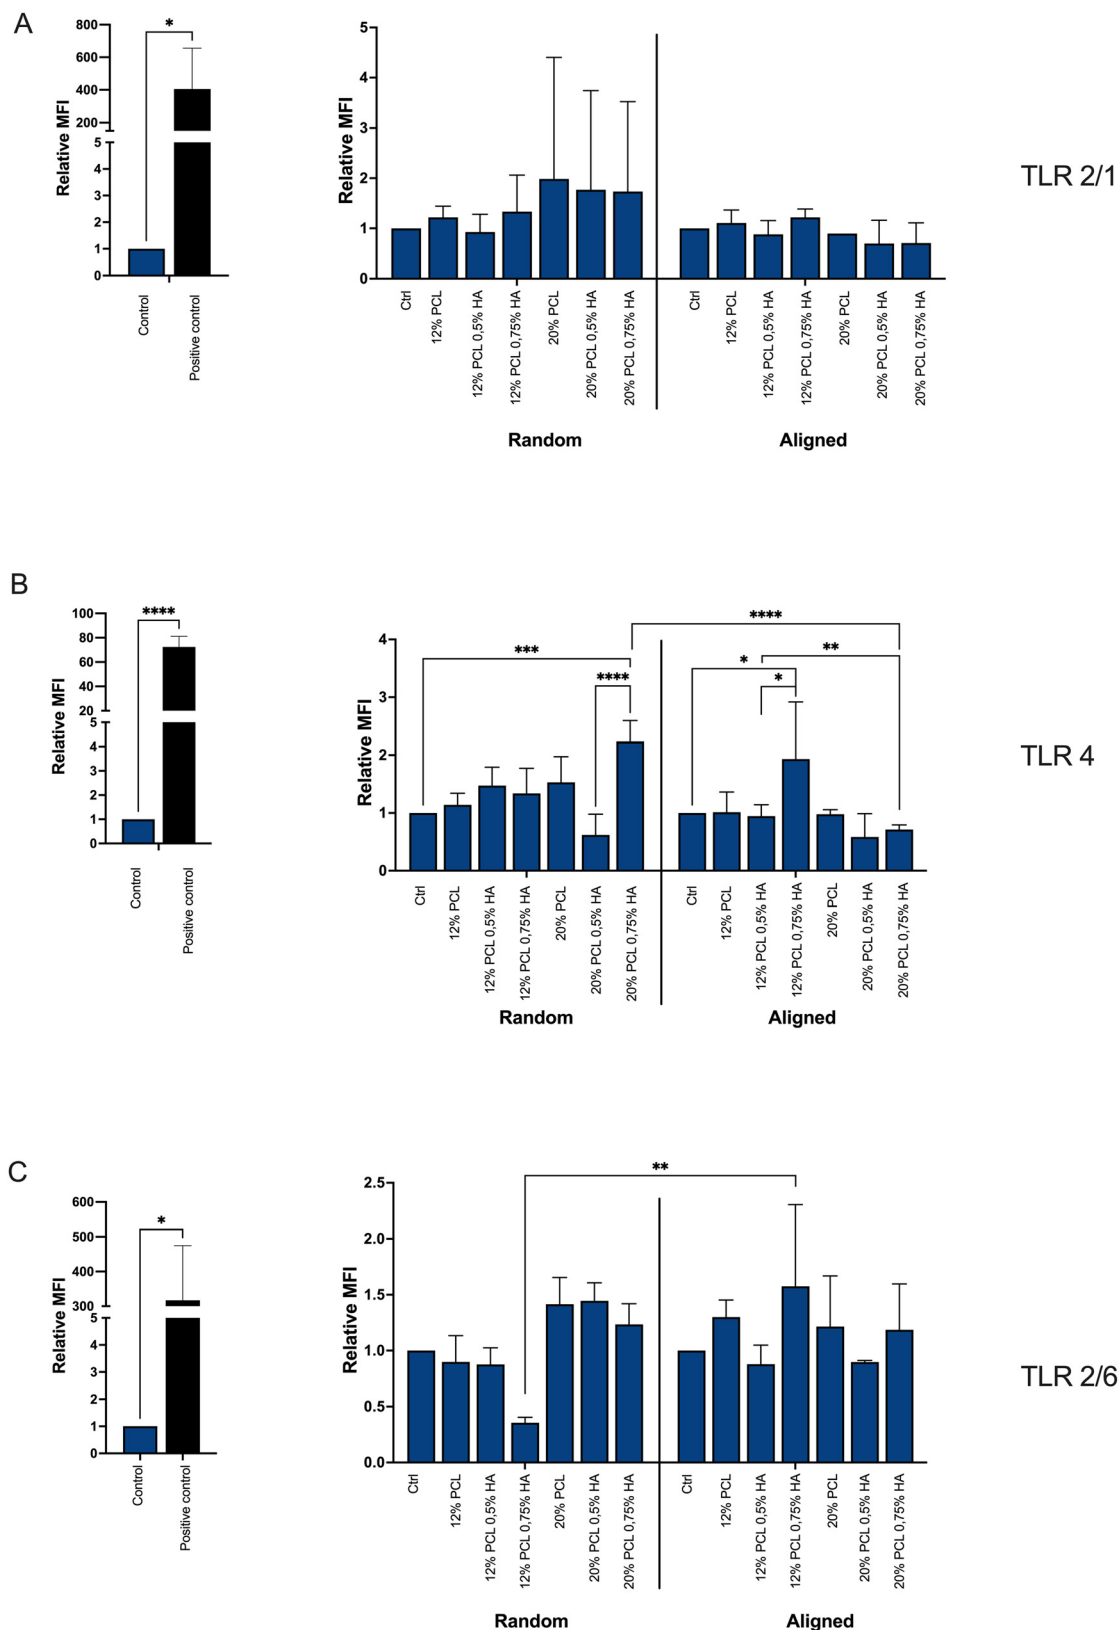 A
Relative MFI
800
600
400
200
5
4
3
2
1
0
*
Control
Positive control
Relative MFI
5
4
3
2
1
0
Ctrl
12% PCL
12% PCL 0,5% HA
12% PCL 0,75% HA
20% PCL
20% PCL 0,5% HA
20% PCL 0,75% HA
Ctrl
12% PCL
12% PCL 0,5% HA
12% PCL 0,75% HA
20% PCL
20% PCL 0,5% HA
20% PCL 0,75% HA
Random
Aligned
TLR 2/1
B
Relative MFI
100
80
60
40
20
5
4
3
2
1
0
****
Control
Positive control
Relative MFI
4
3
2
1
0
***
****
****
*
*
**
Ctrl
12% PCL
12% PCL 0,5% HA
12% PCL 0,75% HA
20% PCL
20% PCL 0,5% HA
20% PCL 0,75% HA
Ctrl
12% PCL
12% PCL 0,5% HA
12% PCL 0,75% HA
20% PCL
20% PCL 0,5% HA
20% PCL 0,75% HA
Random
Aligned
TLR 4
C
Relative MFI
600
500
400
300
5
4
3
2
1
0
*
Control
Positive control
Relative MFI
2.5
2.0
1.5
1.0
0.5
0.0
**
Ctrl
12% PCL
12% PCL 0,5% HA
12% PCL 0,75% HA
20% PCL
20% PCL 0,5% HA
20% PCL 0,75% HA
Ctrl
12% PCL
12% PCL 0,5% HA
12% PCL 0,75% HA
20% PCL
20% PCL 0,5% HA
20% PCL 0,75% HA
Random
Aligned
TLR 2/6